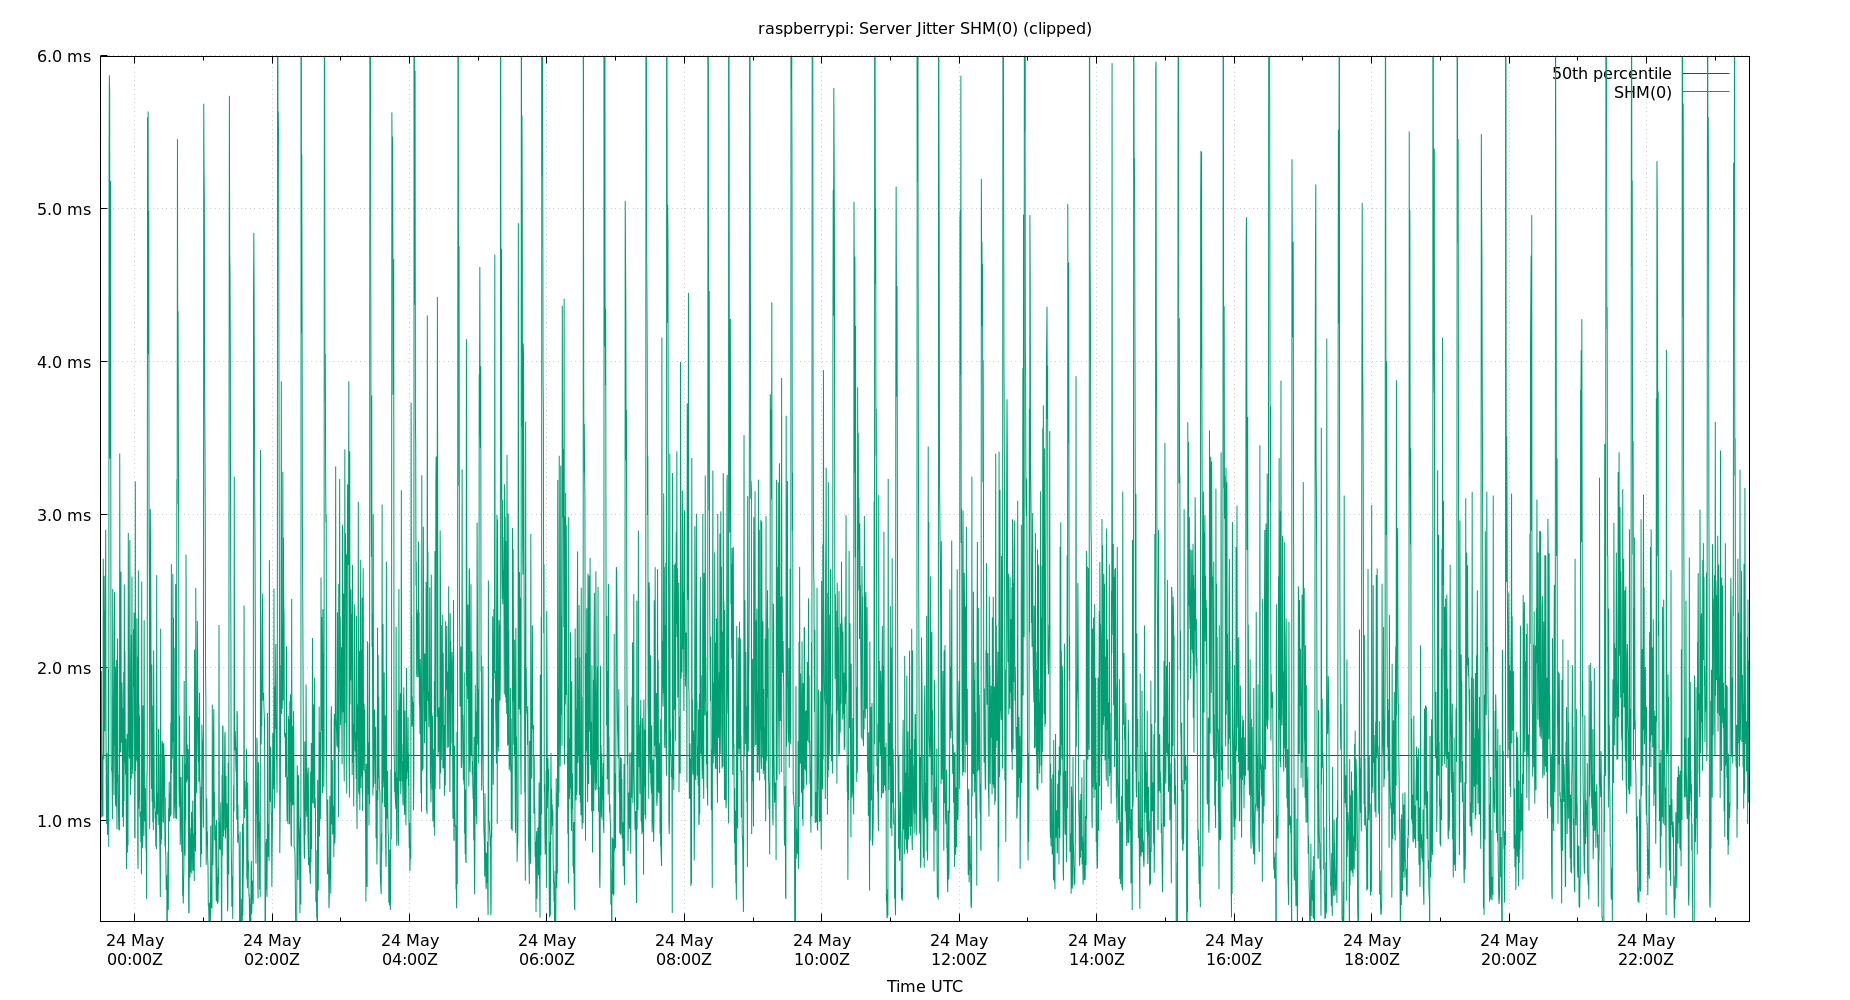 raspberrypi: Server Jitter SHM(0) (clipped)
6.0 ms
50th percentile
SHM(0)
5.0 ms
4.0 ms
3.0 ms
2.0 ms
1.0 ms
24 May 24 May 24 May 24 May 24 May 24 May 24 May 24 May 24 May 24 May 24 May 24 May
00:00Z 02:00Z 04:00Z 06:00Z 08:00Z 10:00Z 12:00Z 14:00Z 16:00Z 18:00Z 20:00Z 22:00Z
Time UTC